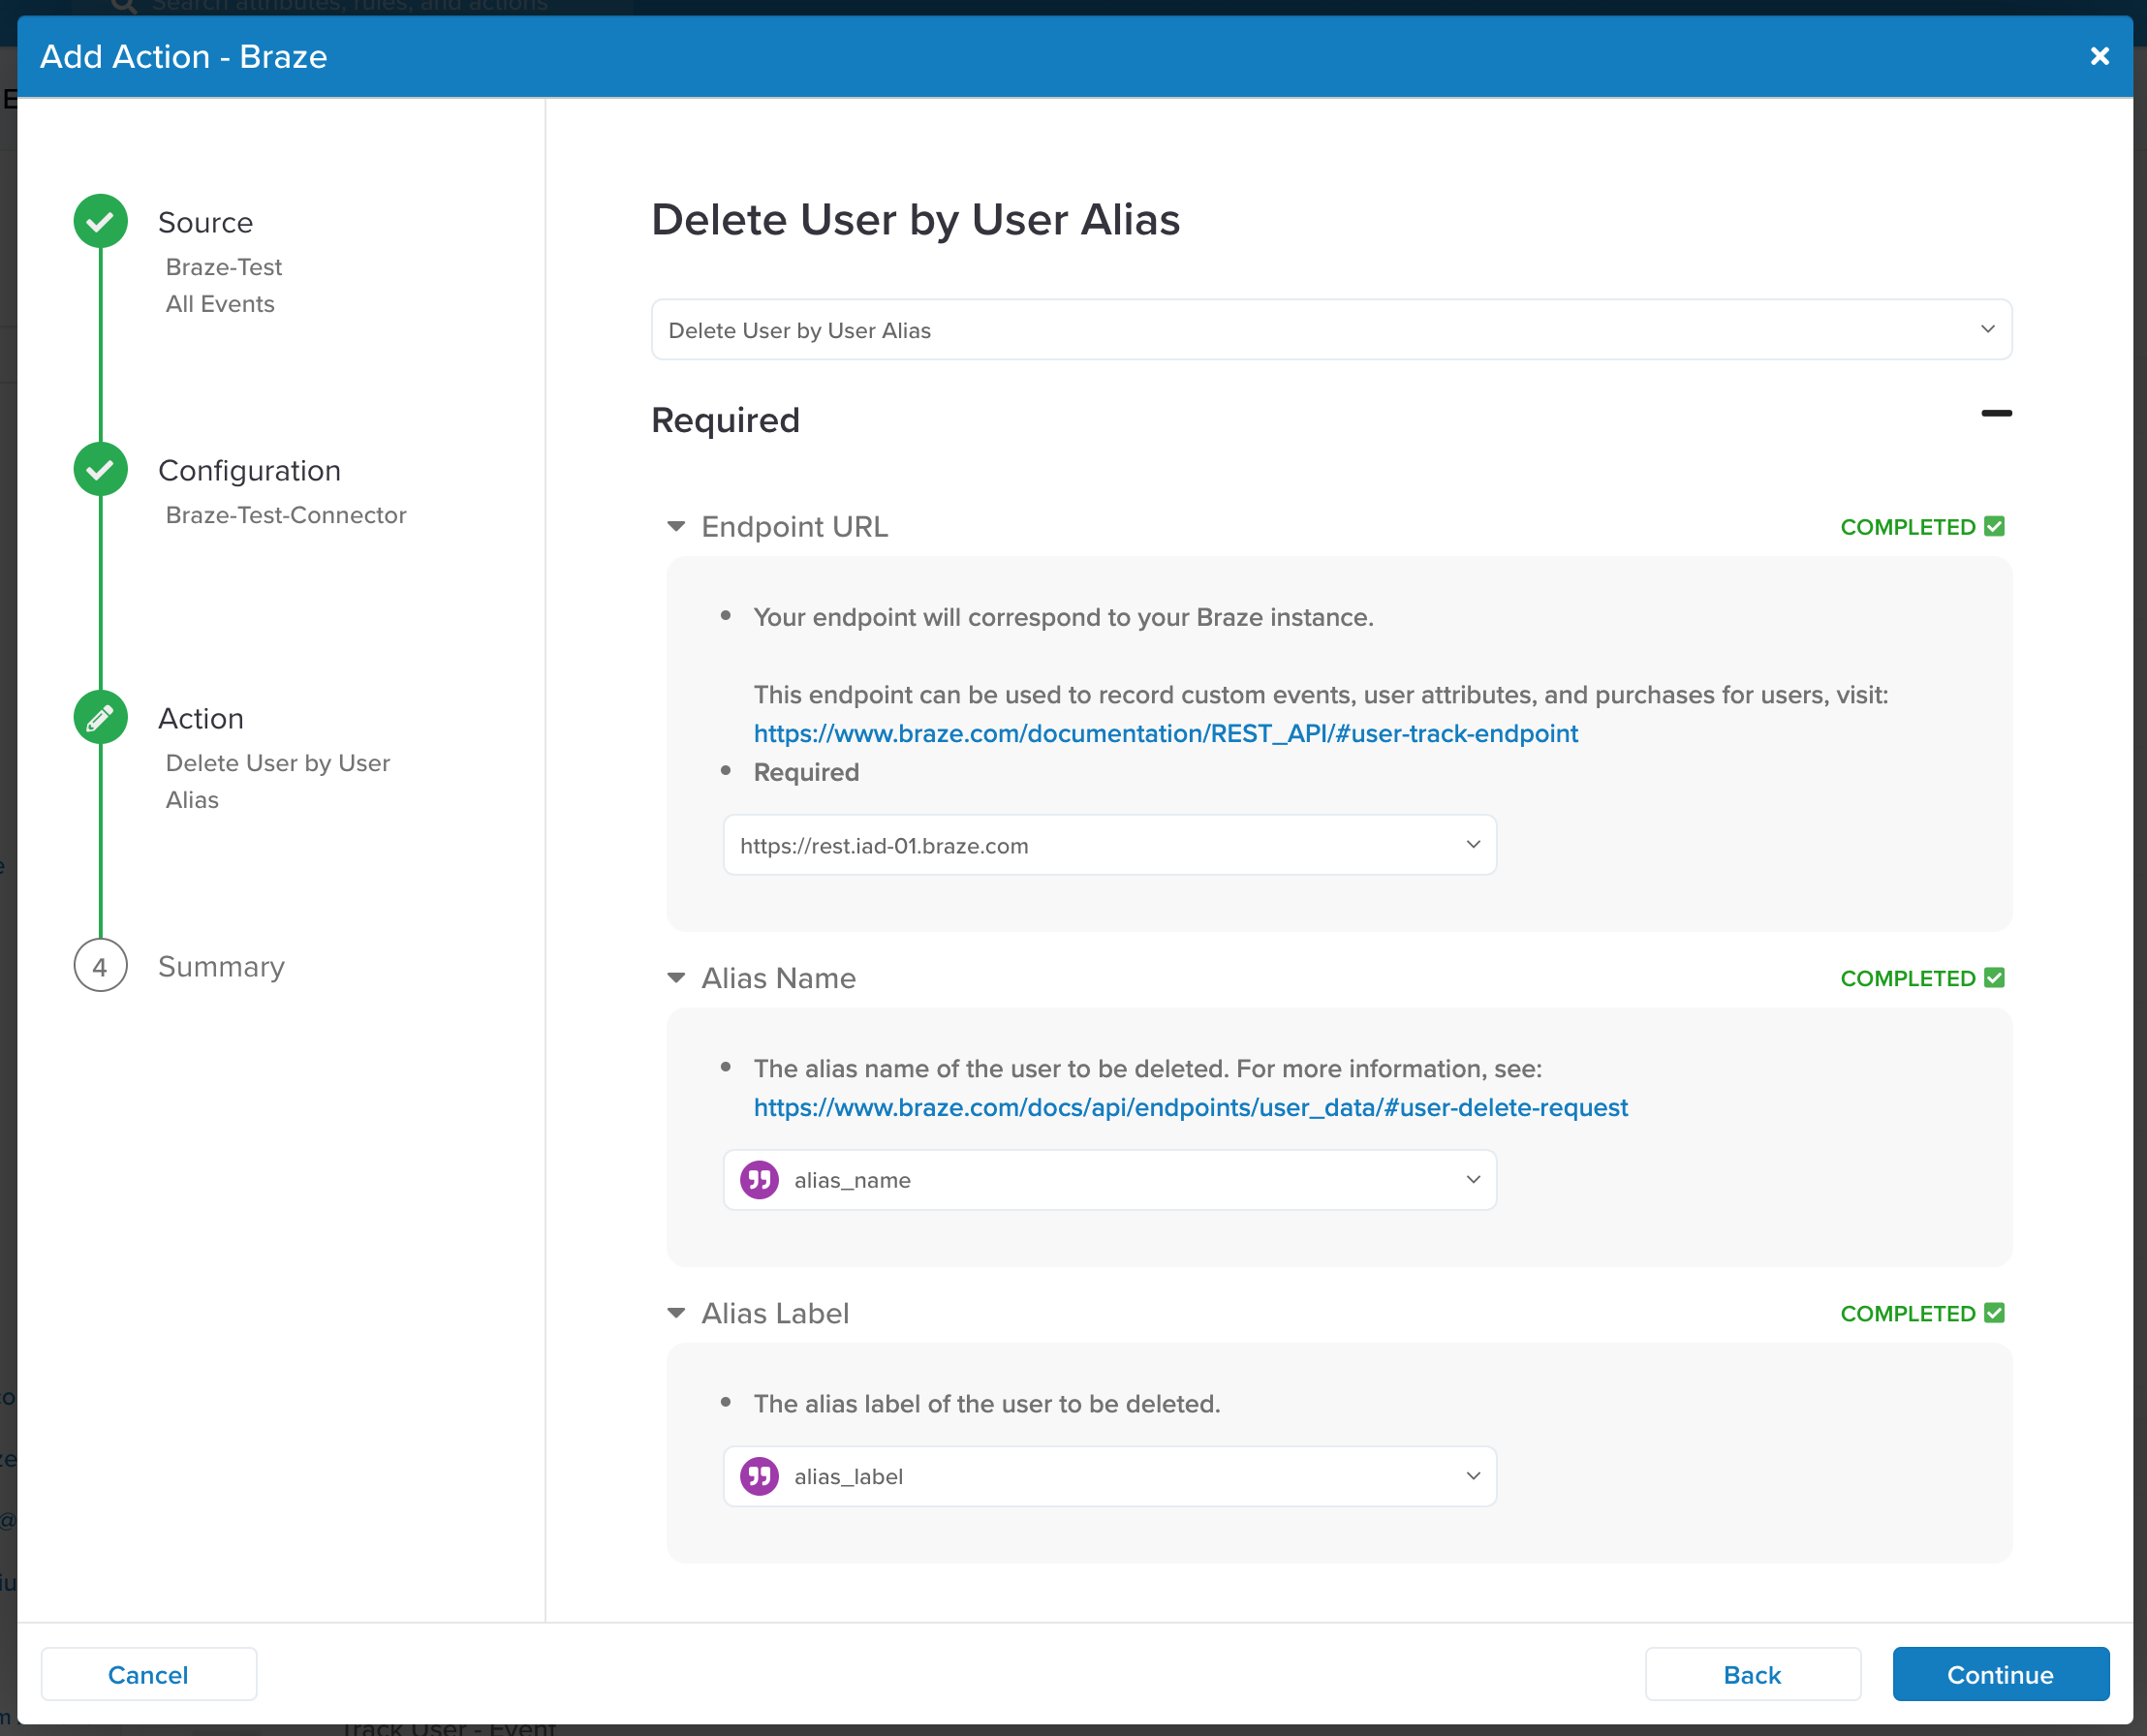 Search attributes, rules, and actions
Add Action - Braze
Source
Braze-Test
All Events
Configuration
Braze-Test-Connector
Action
Delete User by User
Alias
4
Summary
Delete User by User Alias
Delete User by User Alias
Required
Endpoint URL
COMPLETED
Your endpoint will correspond to your Braze instance.
This endpoint can be used to record custom events, user attributes, and purchases for users, visit:
https://www.braze.com/documentation/REST_API/#user-track-endpoint
Required
https://rest.iad-01.braze.com
Alias Name
COMPLETED
The alias name of the user to be deleted. For more information, see:
https://www.braze.com/docs/api/endpoints/user_data/#user-delete-request
alias_name
Alias Label
COMPLETED
The alias label of the user to be deleted.
alias_label
Cancel
Back
Continue
Track User - Event